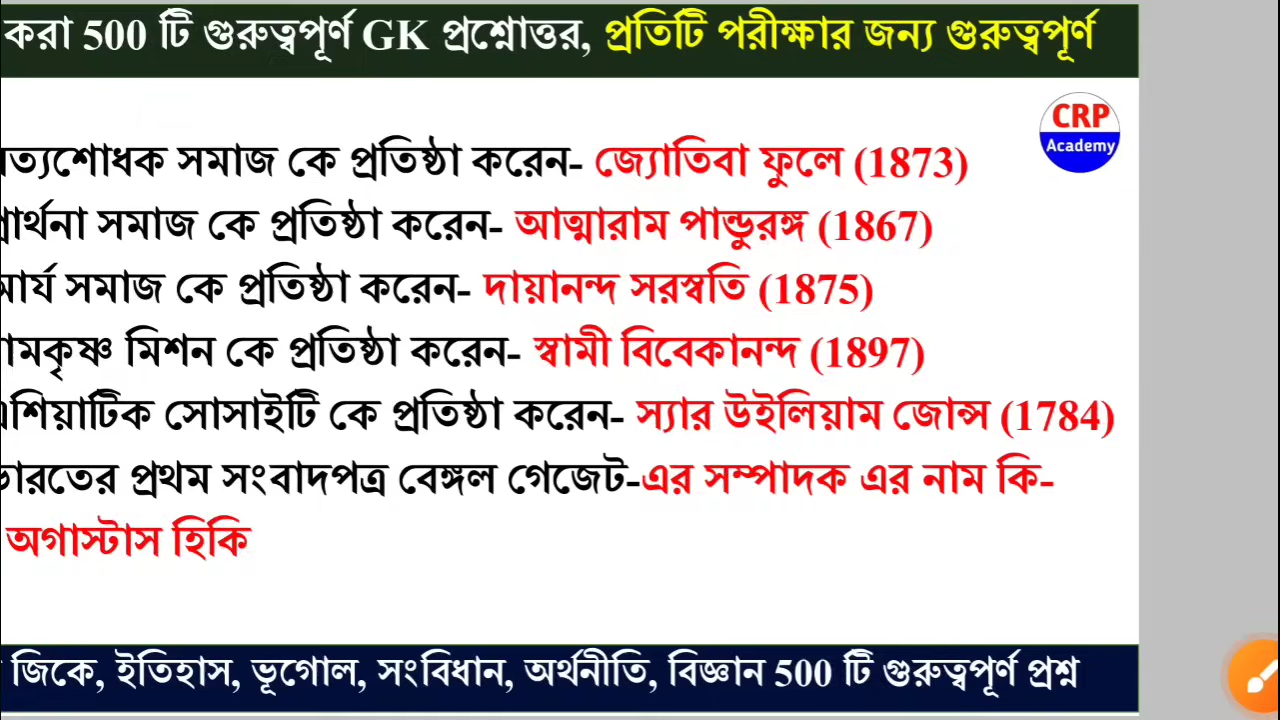 করা 500 টি গুরুত্বপূর্ণ GK প্রশ্নোত্তর, প্রতিটি পরীক্ষার জন্য গুরুত্বপূর্ণ
CRP
Academy
ত্যশোধক সমাজ কে প্রতিষ্ঠা করেন- জ্যোতিবা ফুলে (1873)
প্রার্থনা সমাজ কে প্রতিষ্ঠা করেন- আত্মারাম পান্ডুরঙ্গ (1867)
আর্য সমাজ কে প্রতিষ্ঠা করেন- দায়ানন্দ সরস্বতি (1875)
ামকৃষ্ণ মিশন কে প্রতিষ্ঠা করেন- স্বামী বিবেকানন্দ (1897)
এশিয়াটিক সোসাইটি কে প্রতিষ্ঠা করেন- স্যার উইলিয়াম জোন্স (1784)
ভারতের প্রথম সংবাদপত্র বেঙ্গল গেজেট-এর সম্পাদক এর নাম কি-
অগাস্টাস হিকি
জিকে, ইতিহাস, ভূগোল, সংবিধান, অর্থনীতি, বিজ্ঞান 500 টি গুরুত্বপূর্ণ প্রশ্ন